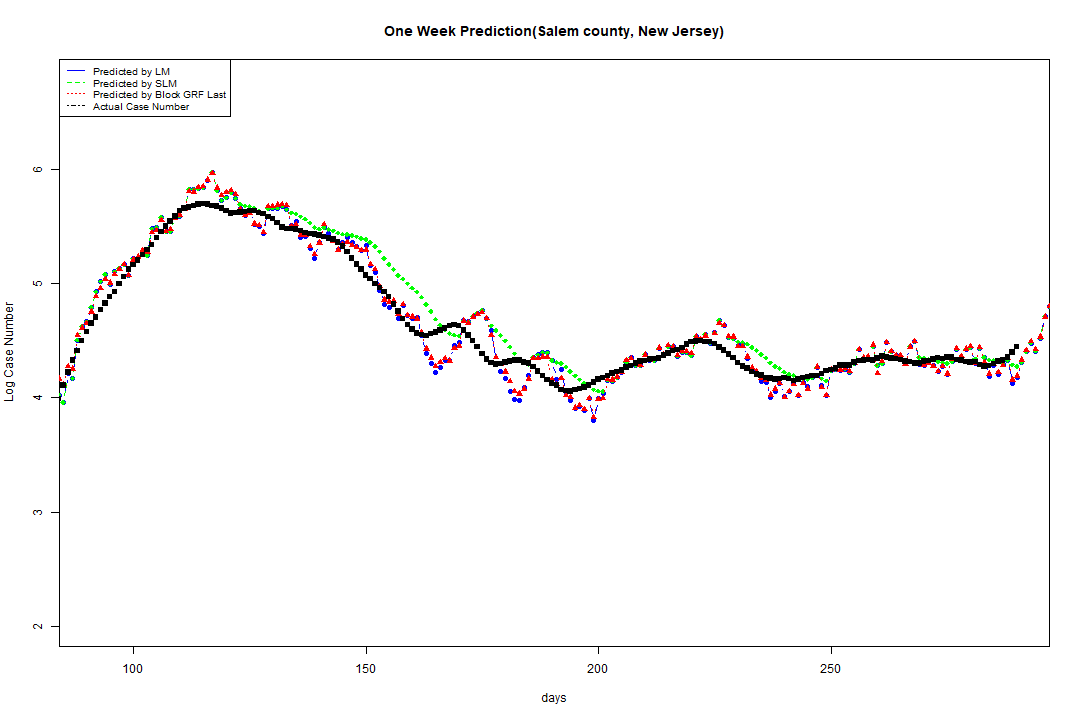 One Week Prediction(Salem county, New Jersey)
Predicted by LM
Predicted by SLM
Predicted by Block GRF Last
Actual Case Number
6
5
4
3
2
Log Case Number
100 150 200 250
days